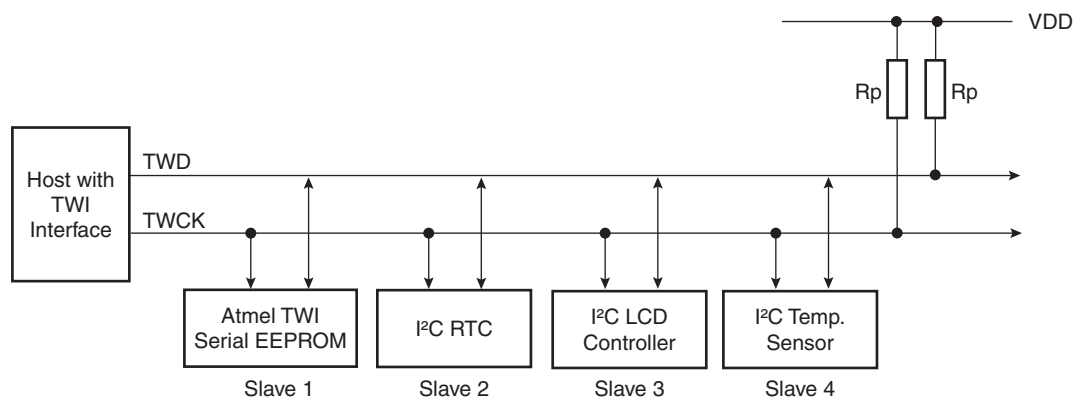 VDD
Rp
Rp
Host with
TWI
Interface
TWD
TWCK
Atmel TWI
Serial EEPROM
I²C RTC
I²C LCD
Controller
I²C Temp.
Sensor
Slave 1
Slave 2
Slave 3
Slave 4